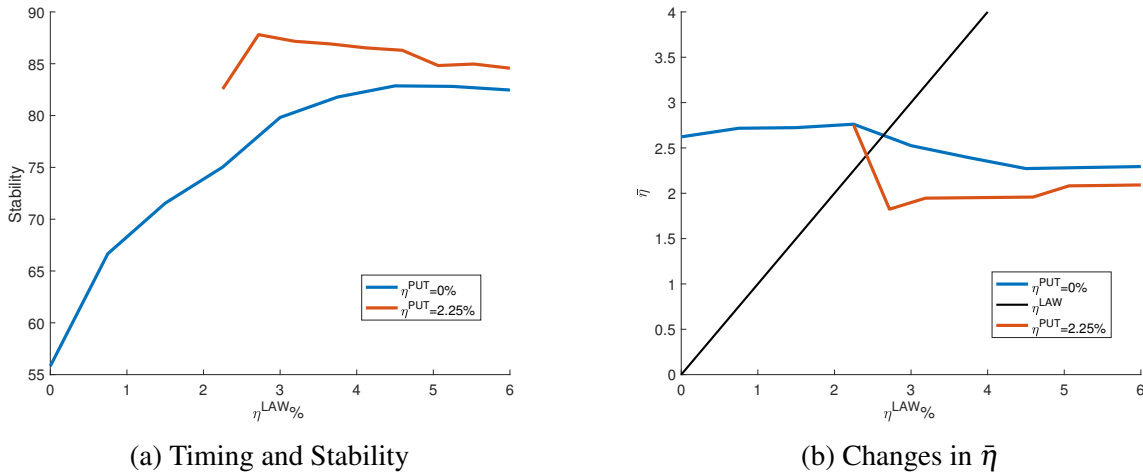 90
85
80
75
70
65
60
55
Stability
0 1 2 3 4 5 6
η^LAW%
η^PUT=0%
η^PUT=2.25%
(a) Timing and Stability
4
3.5
3
2.5
2
1.5
1
0.5
0
η̄
0 1 2 3 4 5 6
η^LAW%
η^PUT=0%
η^LAW
η^PUT=2.25%
(b) Changes in η̄